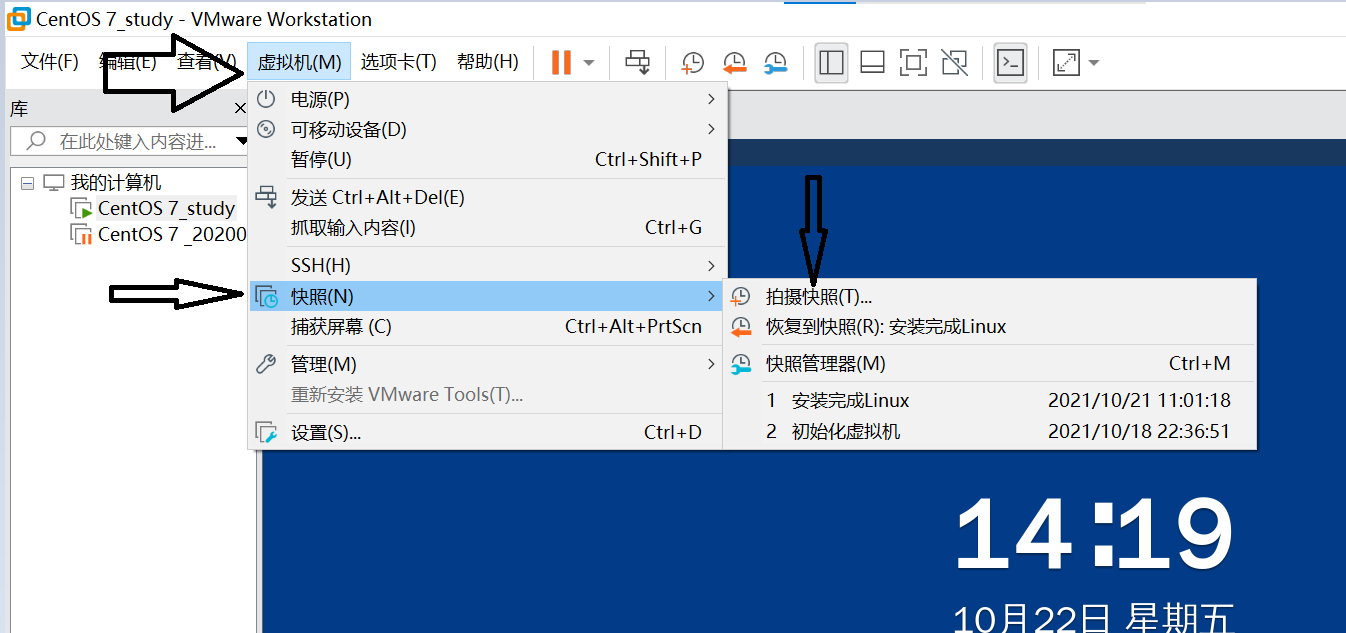 CentOS 7_study - VMware Workstation
文件(F) 编辑(E) 查看(V) 虚拟机(M) 选项卡(T) 帮助(H)
库
在此处键入内容进...
我的计算机
CentOS 7_study
CentOS 7 _20200
电源(P)
可移动设备(D)
暂停(U) Ctrl+Shift+P
发送 Ctrl+Alt+Del(E)
抓取输入内容(I) Ctrl+G
SSH(H)
快照(N)
捕获屏幕 (C) Ctrl+Alt+PrtScn
管理(M)
重新安装 VMware Tools(T)...
设置(S)... Ctrl+D
拍摄快照(T)...
恢复到快照(R): 安装完成Linux
快照管理器(M) Ctrl+M
1 安装完成Linux 2021/10/21 11:01:18
2 初始化虚拟机 2021/10/18 22:36:51
14:19
10月22日 星期五